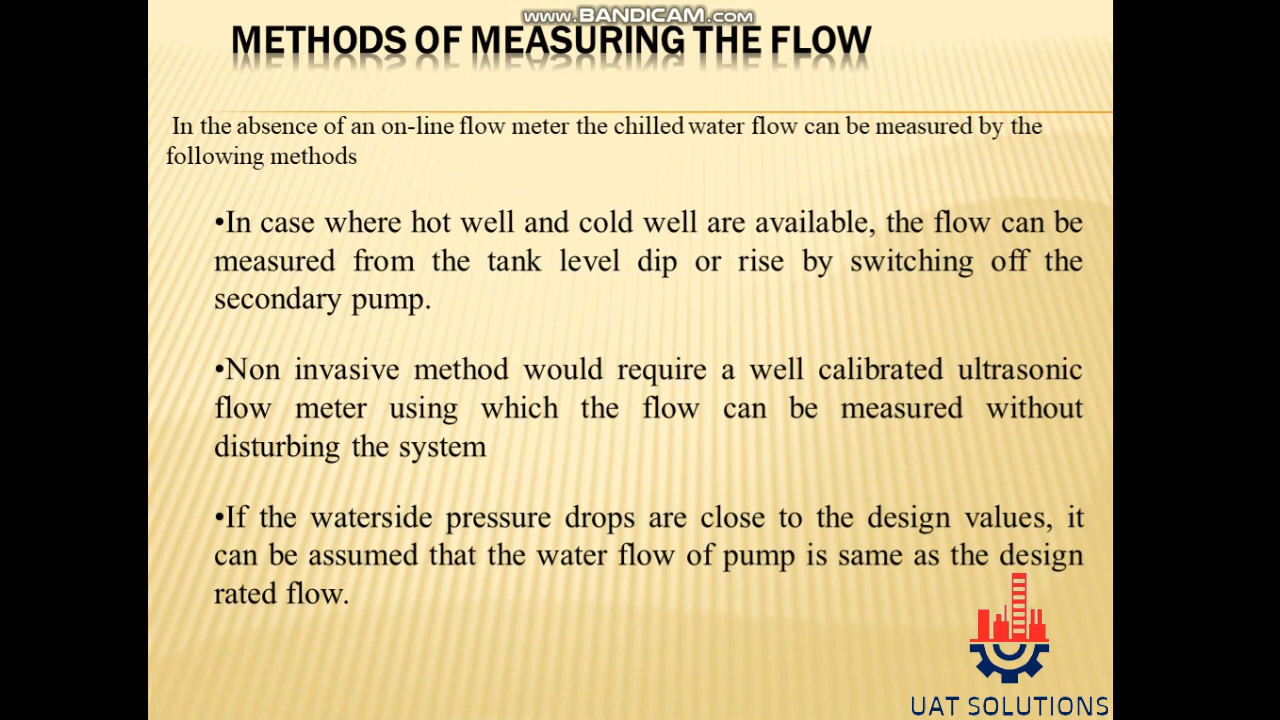 www.BANDICAM.com
METHODS OF MEASURING THE FLOW
In the absence of an on-line flow meter the chilled water flow can be measured by the
following methods
•In case where hot well and cold well are available, the flow can be
measured from the tank level dip or rise by switching off the
secondary pump.
•Non invasive method would require a well calibrated ultrasonic
flow meter using which the flow can be measured without
disturbing the system
•If the waterside pressure drops are close to the design values, it
can be assumed that the water flow of pump is same as the design
rated flow.
UAT SOLUTIONS